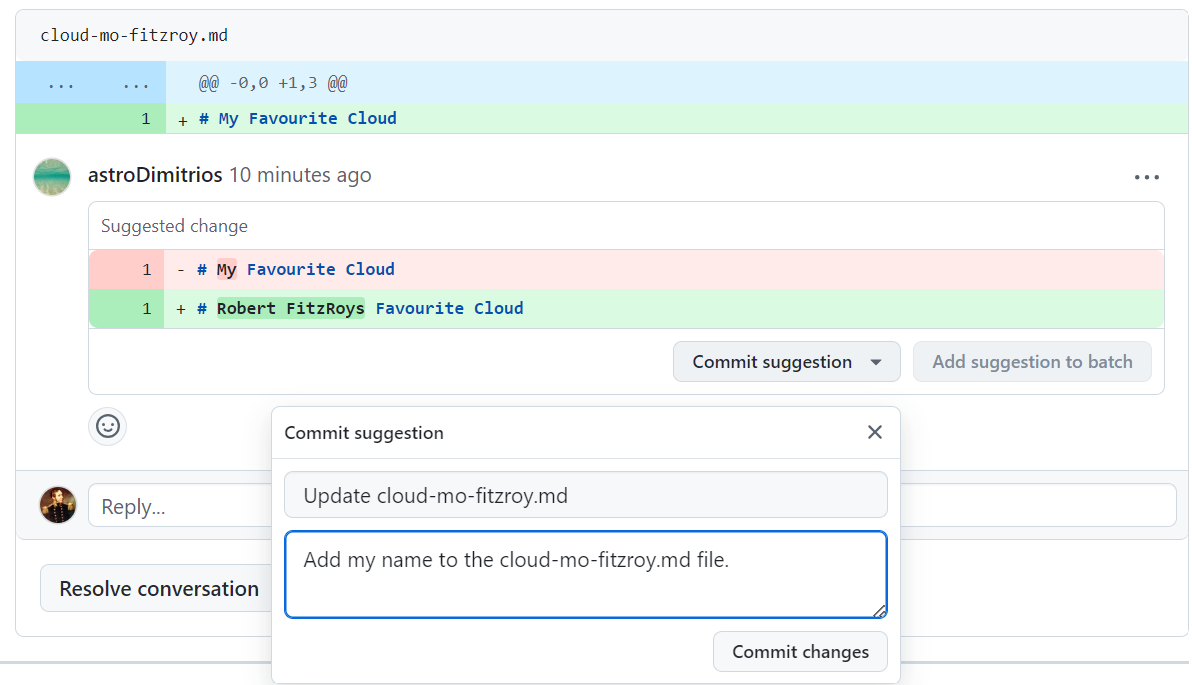 cloud-mo-fitzroy.md
... ... @@ -0,0 +1,3 @@
1 + # My Favourite Cloud
astroDimitrios 10 minutes ago
Suggested change
1 - # My Favourite Cloud
1 + # Robert FitzRoys Favourite Cloud
Commit suggestion Add suggestion to batch
Commit suggestion
Update cloud-mo-fitzroy.md
Reply...
Add my name to the cloud-mo-fitzroy.md file.
Resolve conversation
Commit changes